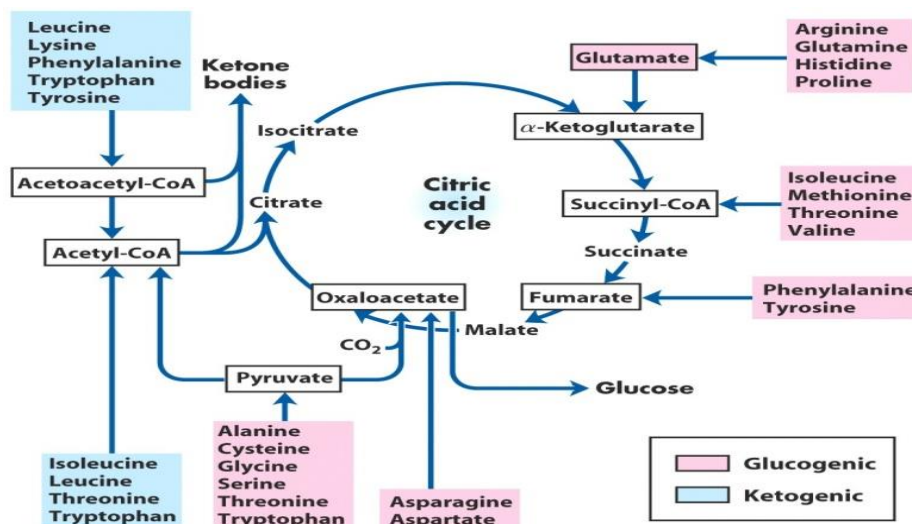 Leucine
Lysine
Phenylalanine
Tryptophan
Tyrosine
Ketone
bodies
Glutamate
Arginine
Glutamine
Histidine
Proline
Isocitrate
α-Ketoglutarate
Acetoacetyl-CoA
Citrate
Citric
acid
cycle
Succinyl-CoA
Isoleucine
Methionine
Threonine
Valine
Acetyl-CoA
Succinate
Oxaloacetate
Fumarate
Phenylalanine
Tyrosine
Malate
CO2
Pyruvate
Glucose
Isoleucine
Leucine
Threonine
Tryptophan
Alanine
Cysteine
Glycine
Serine
Threonine
Tryptophan
Asparagine
Aspartate
Glucogenic
Ketogenic